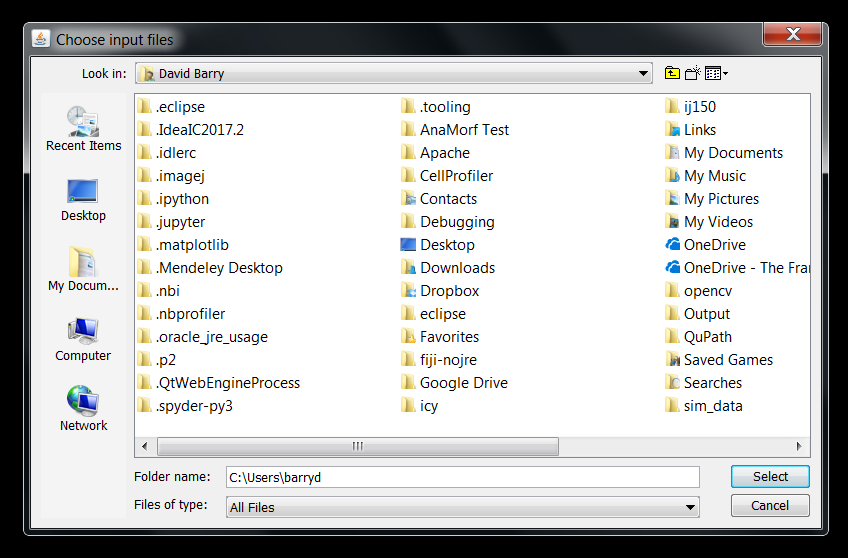 Choose input files
Look in: David Barry
Recent Items
Desktop
My Docum...
Computer
Network
.eclipse
.IdeaIC2017.2
.idlerc
.imagej
.ipython
.jupyter
.matplotlib
.Mendeley Desktop
.nbi
.nbprofiler
.oracle_jre_usage
.p2
.QtWebEngineProcess
.spyder-py3
.tooling
AnaMorf Test
Apache
CellProfiler
Contacts
Debugging
Desktop
Downloads
Dropbox
eclipse
Favorites
fiji-nojre
Google Drive
icy
ij150
Links
My Documents
My Music
My Pictures
My Videos
OneDrive
OneDrive - The Fra
opencv
Output
QuPath
Saved Games
Searches
sim_data
Folder name: C:\Users\barryd
Select
Files of type: All Files
Cancel